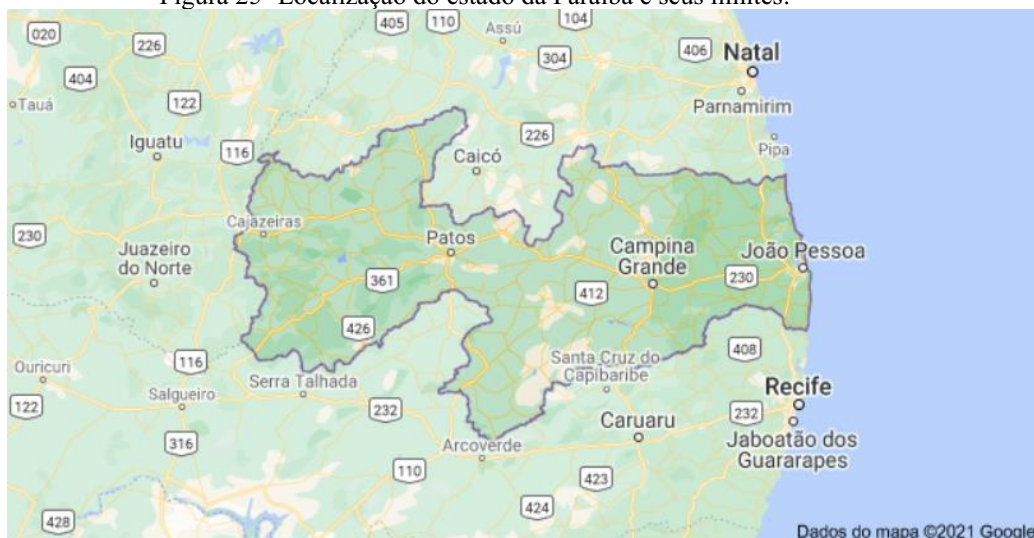 Figura 25- Localização do estado da Paraíba e seus limites.
405
110
Assú
104
020
226
304
406
Natal
404
122
Parnamirim
Tauá
Iguatu
116
226
Pipa
Caicó
Cajazeiras
230
Patos
Campina
Grande
João Pessoa
Juazeiro
do Norte
361
412
230
426
408
116
Santa Cruz do
Capibaribe
Ouricuri
Serra Talhada
Salgueiro
Recife
122
232
232
Caruaru
Jaboatão dos
Guararapes
316
Arcoverde
110
423
424
428
Dados do mapa ©2021 Google